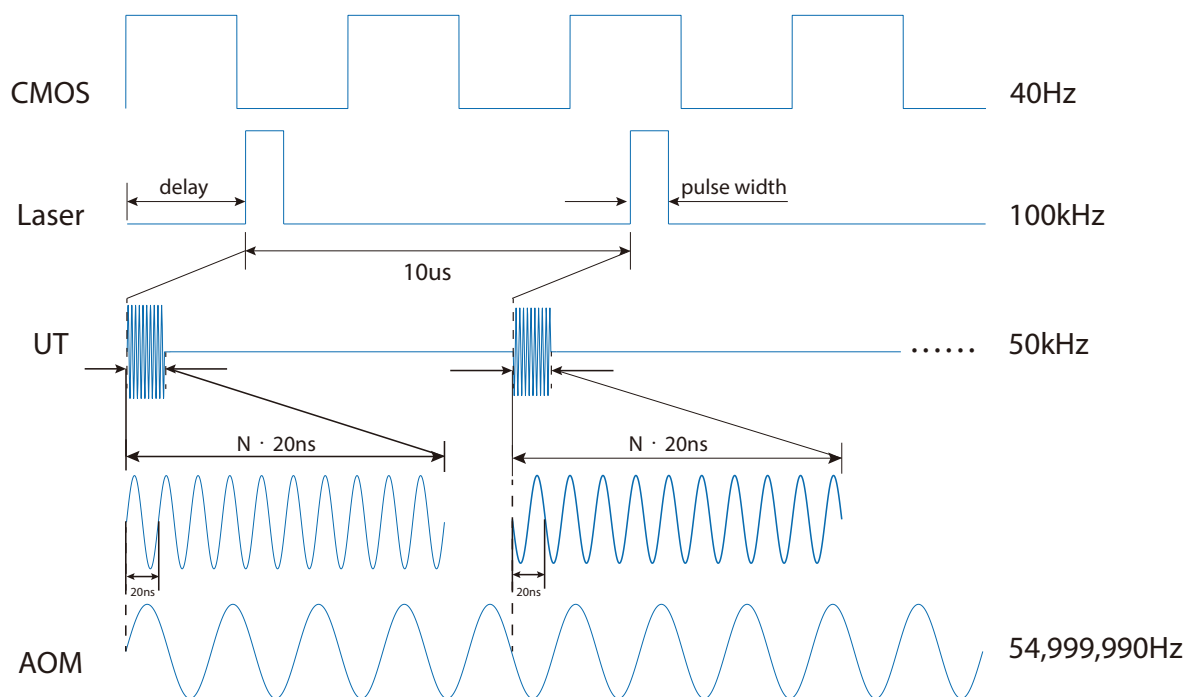 CMOS 40Hz
delay pulse width
Laser 100kHz
10us
UT ...... 50kHz
N · 20ns N · 20ns
20ns 20ns
AOM 54,999,990Hz